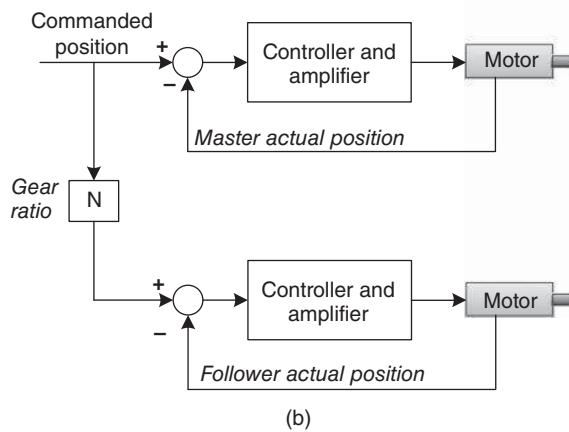 Commanded
position
+
−
Controller and
amplifier
Motor
Master actual position
Gear
ratio
N
+
−
Controller and
amplifier
Motor
Follower actual position
(b)